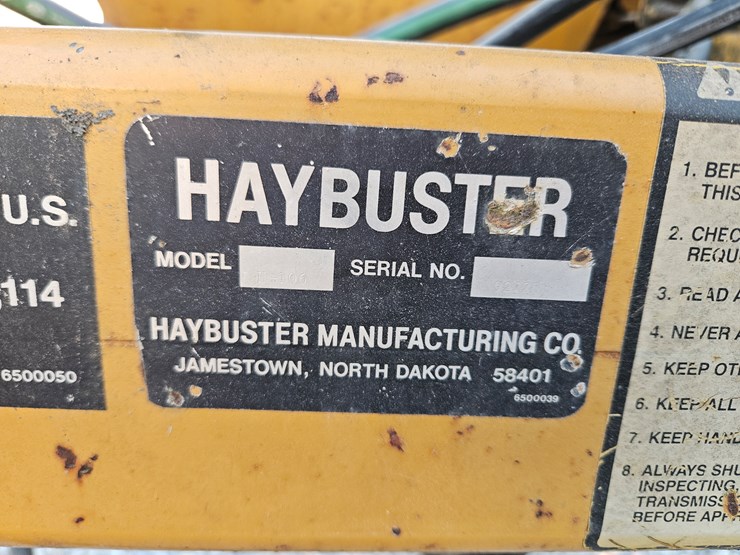 U.S.
114
6500050
HAYBUSTER
MODEL
SERIAL NO.
HAYBUSTER MANUFACTURING CO
JAMESTOWN, NORTH DAKOTA 58401
6500039
1. BEF
THIS
2. CHEC
REQU
3. READ A
4. NEVER A
5. KEEP OT
6. KEEP ALL
7. KEEP HAND
8. ALWAYS SHU
INSPECTING,
TRANSMISS
BEFORE APPR